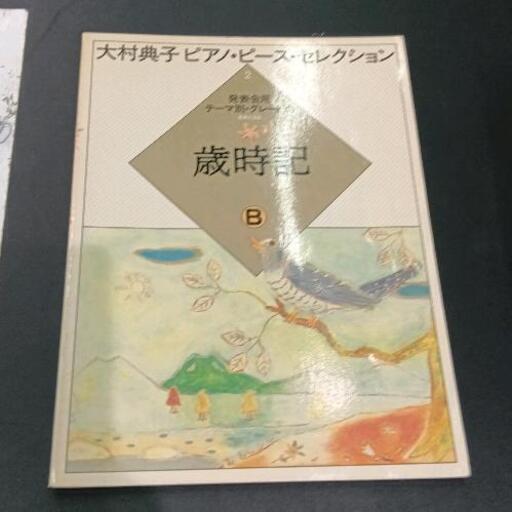 大村典子ピアノ・ピース・セレクション
2
発表会用
テーマ別・グレード
歳時記
B